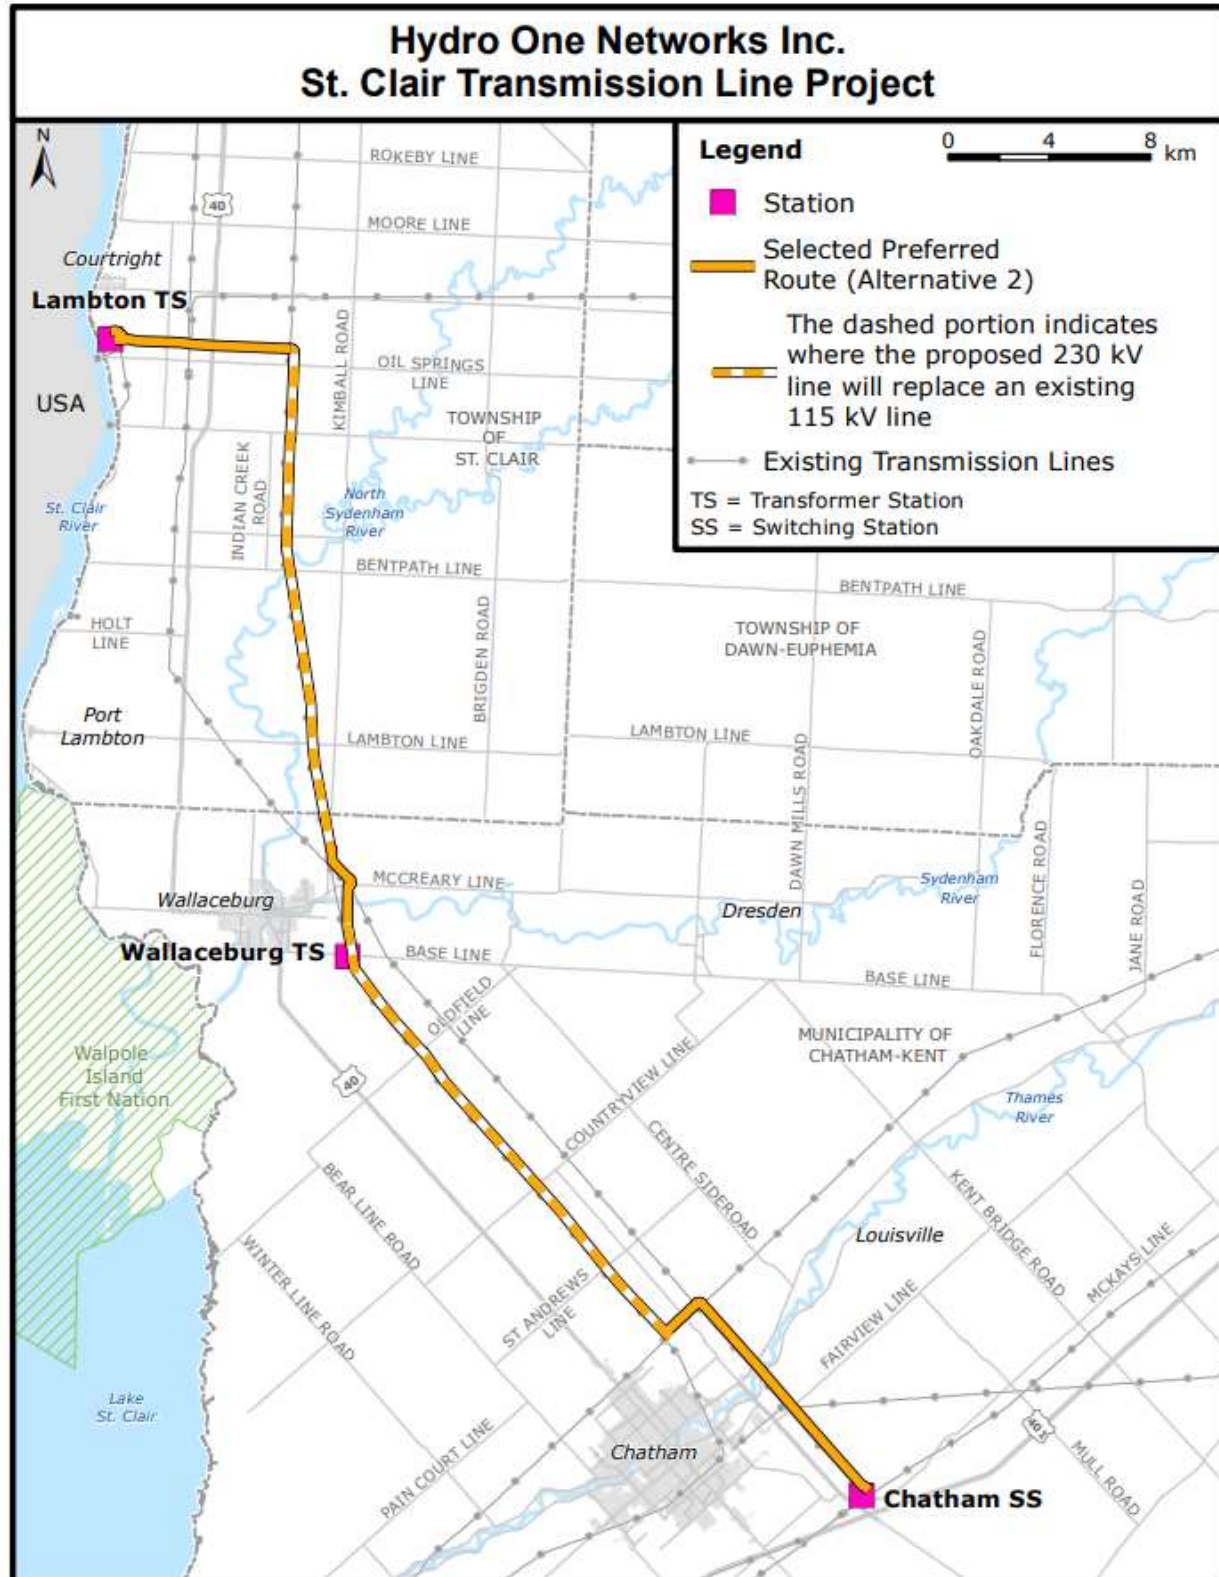 Hydro One Networks Inc.
St. Clair Transmission Line Project
N
Legend
0 4 8 km
Station
Selected Preferred
Route (Alternative 2)
The dashed portion indicates
where the proposed 230 kV
line will replace an existing
115 kV line
Existing Transmission Lines
TS = Transformer Station
SS = Switching Station
ROKEBY LINE
40
MOORE LINE
Courtright
Lambton TS
KIMBALL ROAD
OIL SPRINGS
LINE
USA
TOWNSHIP
OF
ST. CLAIR
INDIAN CREEK
ROAD
North
Sydenham
River
St. Clair
River
BENTPATH LINE
BENTPATH LINE
HOLT
LINE
BRIGDEN ROAD
TOWNSHIP OF
DAWN-EUPHEMIA
OAKDALE ROAD
Port
Lambton
LAMBTON LINE
LAMBTON LINE
DAWN MILLS ROAD
MCCREARY LINE
Sydenham
River
FLORENCE ROAD
JANE ROAD
Wallaceburg
Dresden
Wallaceburg TS
BASE LINE
BASE LINE
OLDFIELD
LINE
MUNICIPALITY OF
CHATHAM-KENT
Walpole
Island
First Nation
40
COUNTRYVIEW LINE
Thames
River
CENTRE SIDEROAD
BEAR LINE ROAD
KENT BRIDGE ROAD
Louisville
WINTER LINE ROAD
MCKAYS LINE
ST ANDREWS
LINE
FAIRVIEW LINE
Lake
St. Clair
401
Chatham
PAIN COURT LINE
MULL ROAD
Chatham SS